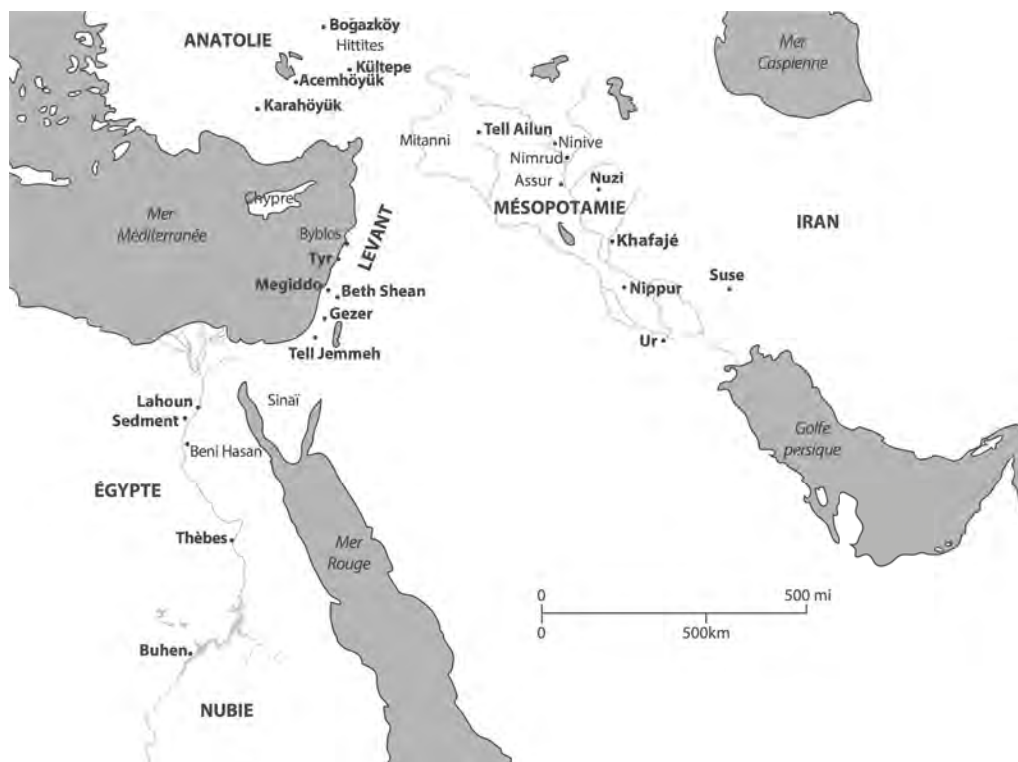 Boğazköy
ANATOLIE
Hittites
Mer
Caspienne
Kültepe
Acemhöyük
Karahöyük
Mitanni
Tell Ailun
Ninive
Nimrud
Assur
Nuzi
Chypre
MÉSOPOTAMIE
Mer
Méditerranée
LEVANT
IRAN
Byblos
Khafajé
Tyr
Suse
Megiddo
Beth Shean
Nippur
Gezer
Ur
Tell Jemmeh
Lahoun
Sinaï
Sedment
Golfe
persique
Beni Hasan
ÉGYPTE
Thèbes
Mer
Rouge
0
500 mi
0
500km
Buhen
NUBIE